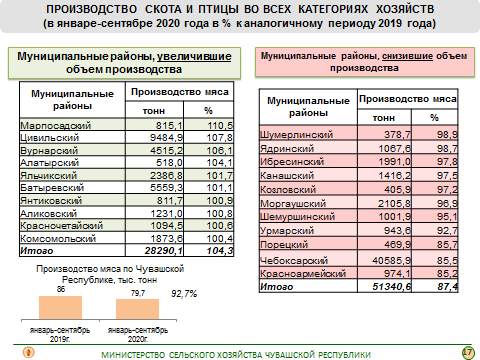 ПРОИЗВОДСТВО СКОТА И ПТИЦЫ ВО ВСЕХ КАТЕГОРИЯХ ХОЗЯЙСТВ
(в январе-сентябре 2020 года в % к аналогичному периоду 2019 года)
Муниципальные районы, увеличившие
объем производства
Муниципальные районы
Производство мяса
тонн %
Марпосадский 815,1 110,5
Цивильский 9484,9 107,8
Вурнарский 4515,2 106,1
Алатырский 518,0 104,1
Яльчикский 2386,8 101,7
Батыревский 5559,3 101,1
Янтиковский 811,7 100,9
Аликовский 1231,0 100,8
Красночетайский 1094,5 100,6
Комсомольский 1873,6 100,4
Итого 28290,1 104,3
Муниципальные районы, снизившие объем
производства
Муниципальные районы
Производство мяса
тонн %
Шумерлинский 378,7 98,9
Ядринский 1067,6 98,7
Ибресинский 1991,0 97,8
Канашский 1416,2 97,5
Козловский 405,9 97,2
Моргаушский 2105,8 96,9
Шемуршинский 1001,9 95,1
Урмарский 943,6 92,7
Порецкий 469,9 85,7
Чебоксарский 40585,9 85,5
Красноармейский 974,1 85,2
Итого 51340,6 87,4
Производство мяса по Чувашской
Республике, тыс. тонн
86
79,7
92,7%
январь-сентябрь
2019г.
январь-сентябрь
2020г.
МИНИСТЕРСТВО СЕЛЬСКОГО ХОЗЯЙСТВА ЧУВАШСКОЙ РЕСПУБЛИКИ
17